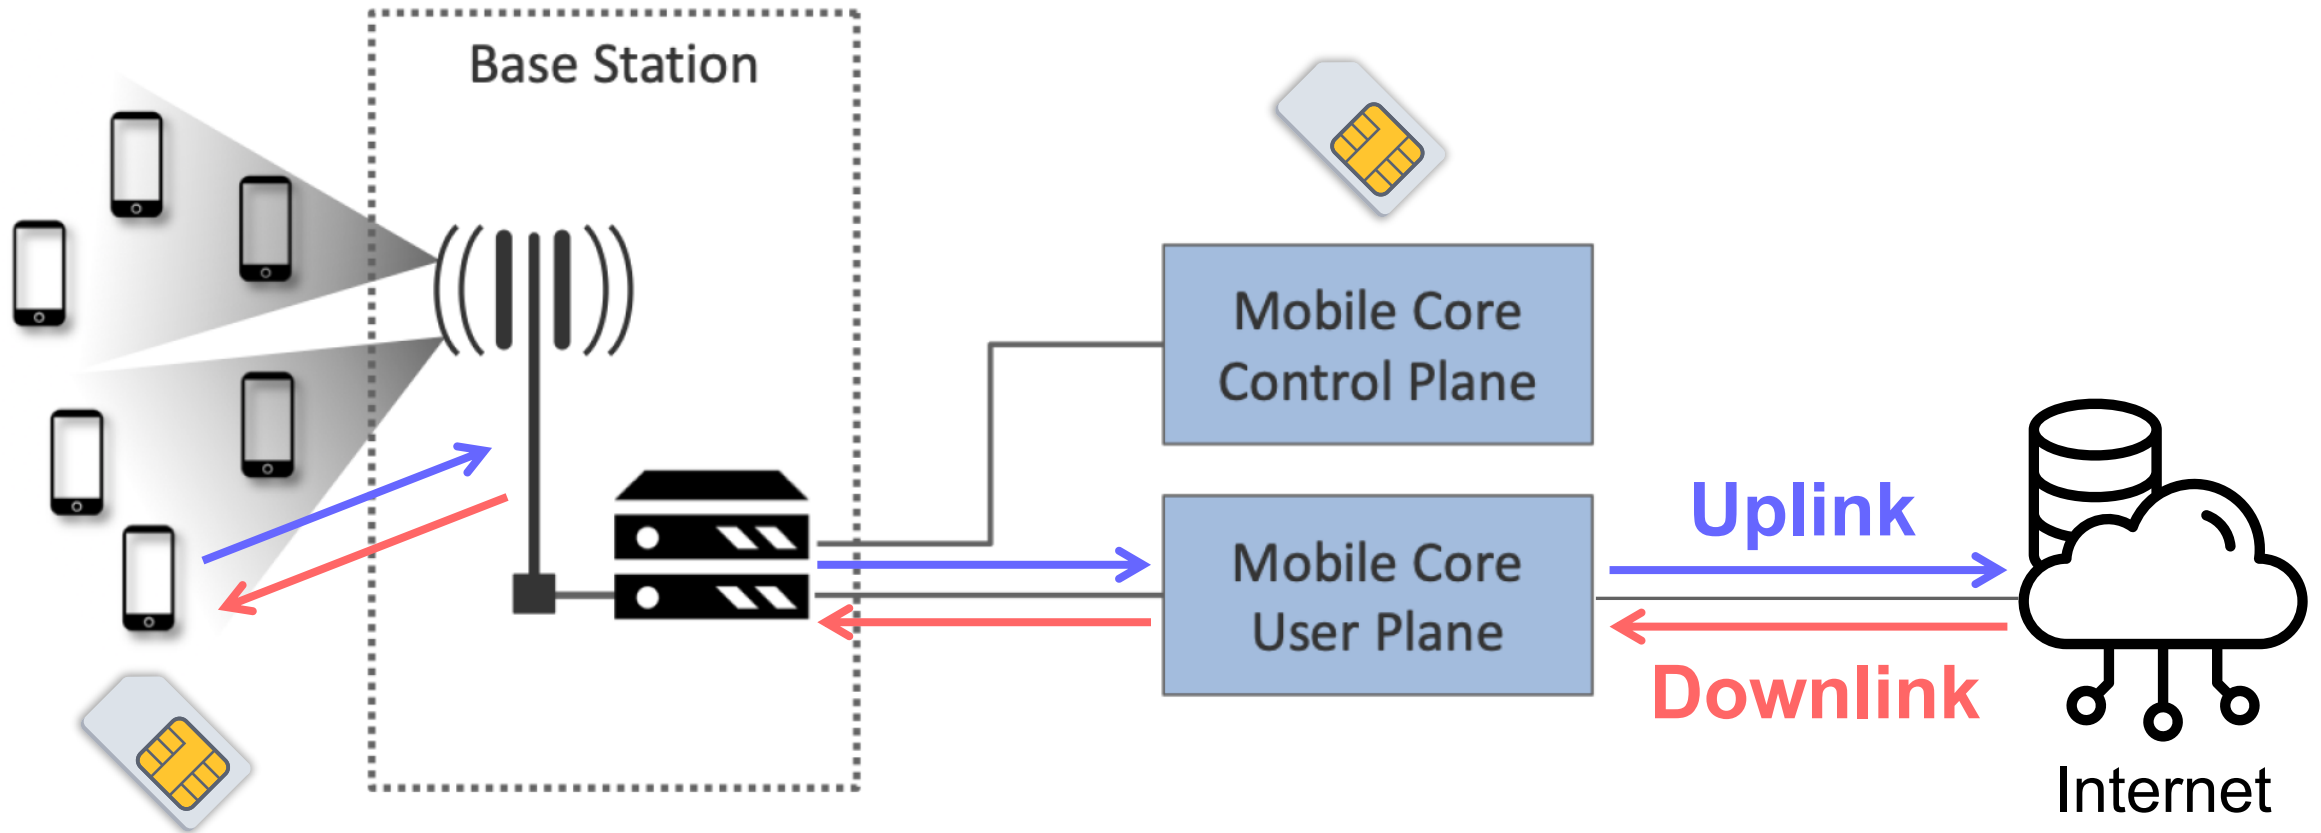 Base Station
Mobile Core
Control Plane
Mobile Core
User Plane
Uplink
Downlink
Internet